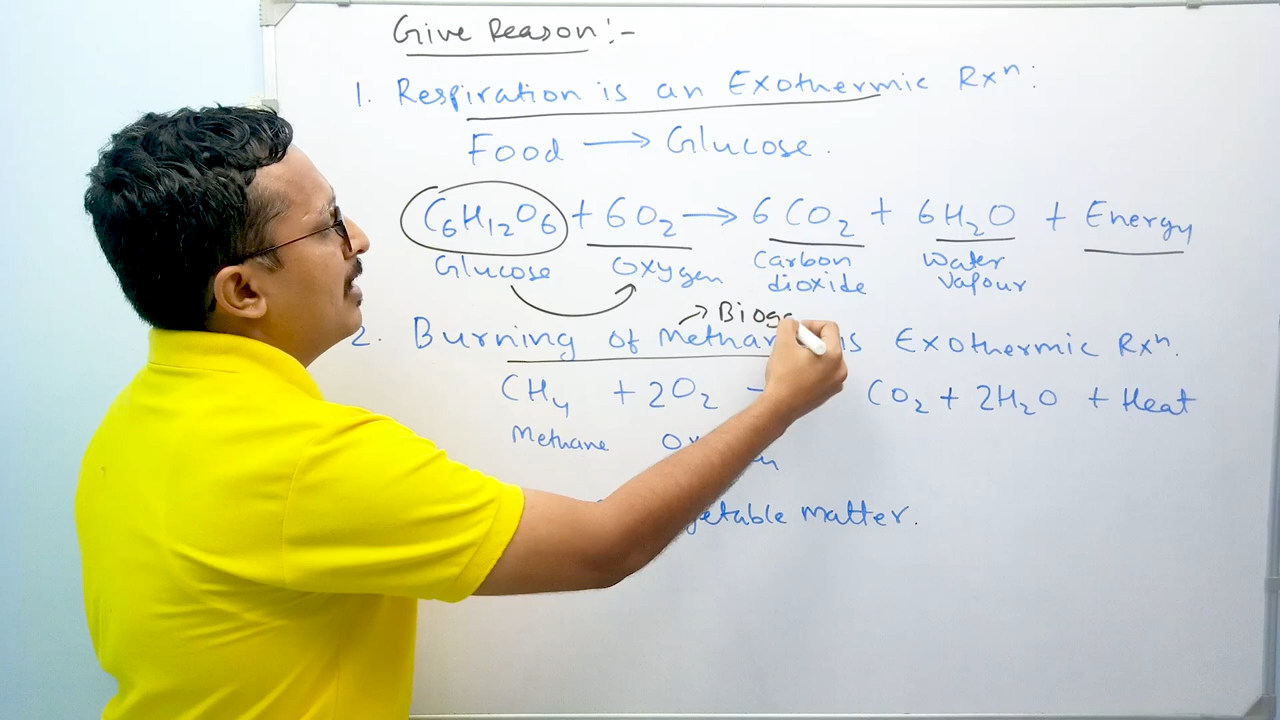 Give Reason :-
1. Respiration is an Exothermic Rxⁿ:
Food → Glucose.
C₆H₁₂O₆ + 6O₂ → 6CO₂ + 6H₂O + Energy
Glucose Oxygen Carbon dioxide Water Vapour
→ Biog
2. Burning of is Exothermic Rxⁿ.
CH₄ + 2O₂ CO₂ + 2H₂O + Heat
Methane
matter.